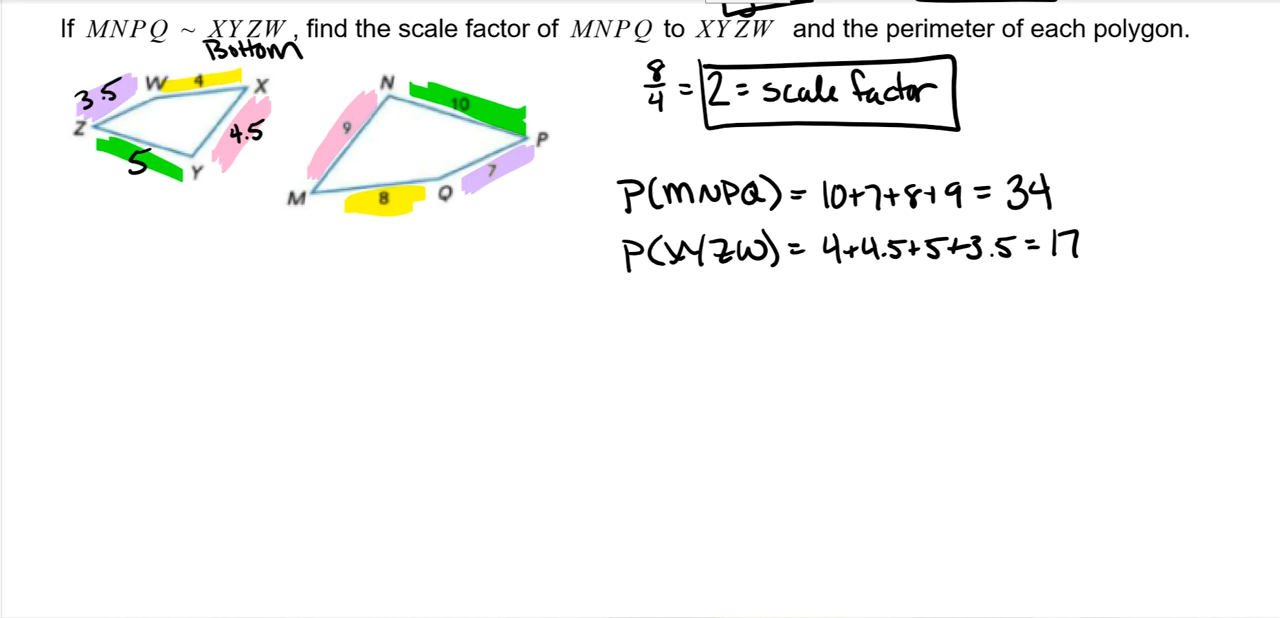 If MNPQ ~ XYZW , find the scale factor of MNPQ to XYZW and the perimeter of each polygon.
Bottom
3.5
W
4
X
Z
4.5
5
Y
N
10
9
P
7
M
8
Q
8/4 = 2 = scale factor
P(MNPQ) = 10+7+8+9 = 34
P(XYZW) = 4+4.5+5+3.5 = 17